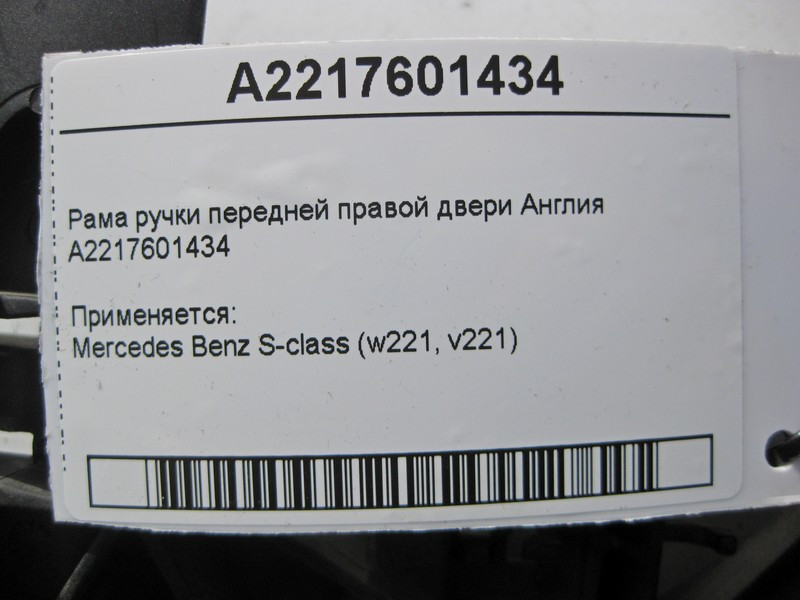 A2217601434
Рама ручки передней правой двери Англия
A2217601434
Применяется:
Mercedes Benz S-class (w221, v221)